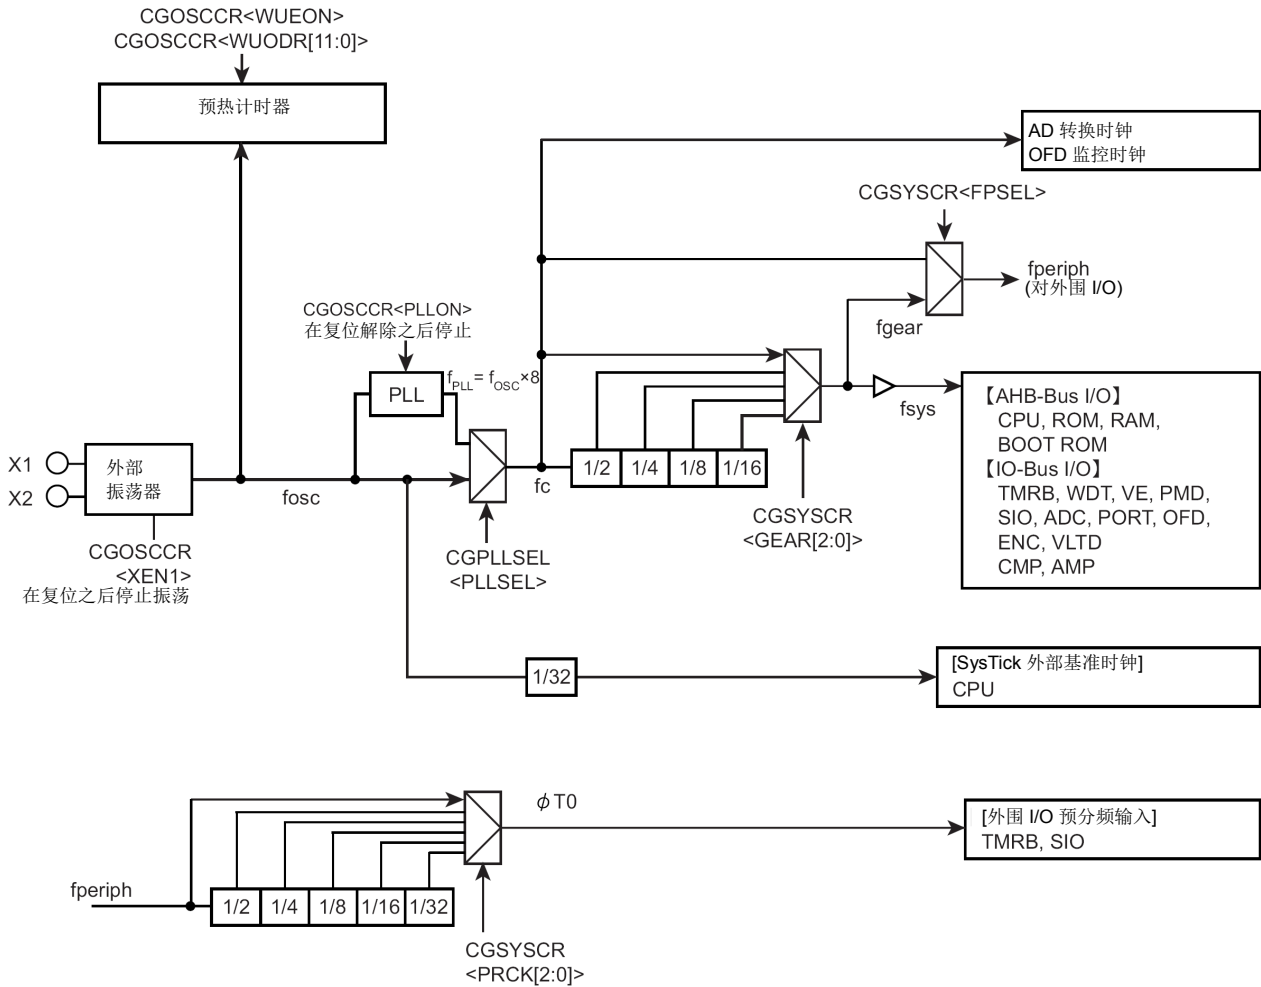 CGOSCCR<WUEON>
CGOSCCR<WUODR[11:0]>
预热计时器
AD 转换时钟
OFD 监控时钟
CGSYSCR<FPSEL>
fperiph
(对外围 I/O)
CGOSCCR<PLLON>
在复位解除之后停止
fgear
PLL
fPLL= fOSC×8
fsys
【AHB-Bus I/O】
CPU, ROM, RAM,
BOOT ROM
【IO-Bus I/O】
TMRB, WDT, VE, PMD,
SIO, ADC, PORT, OFD,
ENC, VLTD
CMP, AMP
X1
X2
外部
振荡器
fosc
fc
1/2 1/4 1/8 1/16
CGOSCCR
<XEN1>
在复位之后停止振荡
CGPLLSEL
<PLLSEL>
CGSYSCR
<GEAR[2:0]>
1/32
[SysTick 外部基准时钟]
CPU
ϕT0
[外围 I/O 预分频输入]
TMRB, SIO
fperiph
1/2 1/4 1/8 1/16 1/32
CGSYSCR
<PRCK[2:0]>